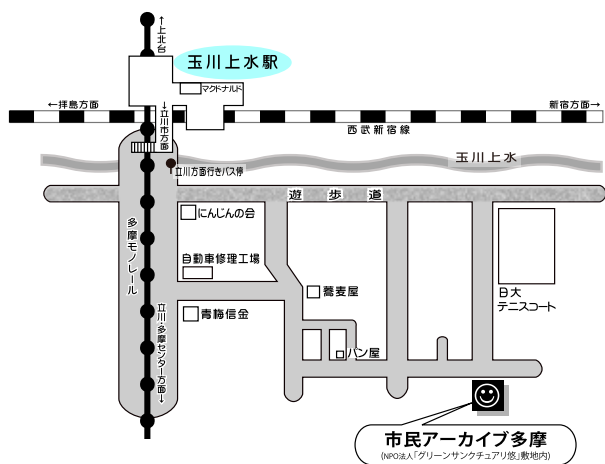 ←上北台
玉川上水駅
マクドナルド
←拝島方面
→立川市方面
新宿方面→
西武新宿線
玉川上水
立川方面行きバス停
遊歩道
にんじんの会
多摩モノレール
自動車修理工場
蕎麦屋
日大
テニスコート
青梅信金
立川・多摩センター方面→
パン屋
市民アーカイブ多摩
(NPO法人「グリーンサンクチュアリ悠」敷地内)